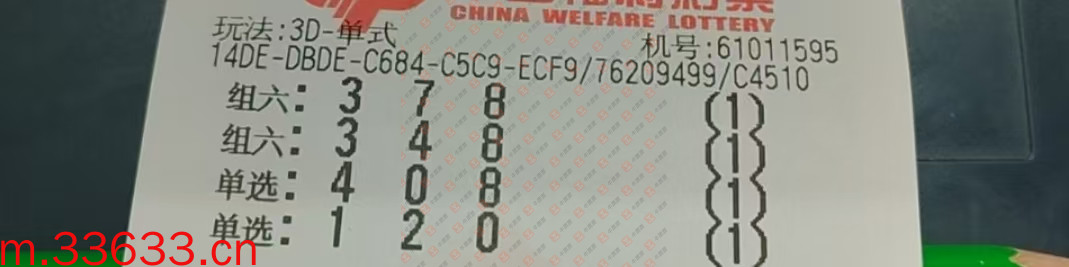 CHINA WELFARE LOTTERY
玩法:3D-单式
机号:61011595
14DE-DBDE-C684-C5C9-ECF9/76209499/C4510
组六: 3 7 8 (1)
组六: 3 4 8 (1)
单选: 4 0 8 (1)
单选: 1 2 0 (1)
m.33633.cn